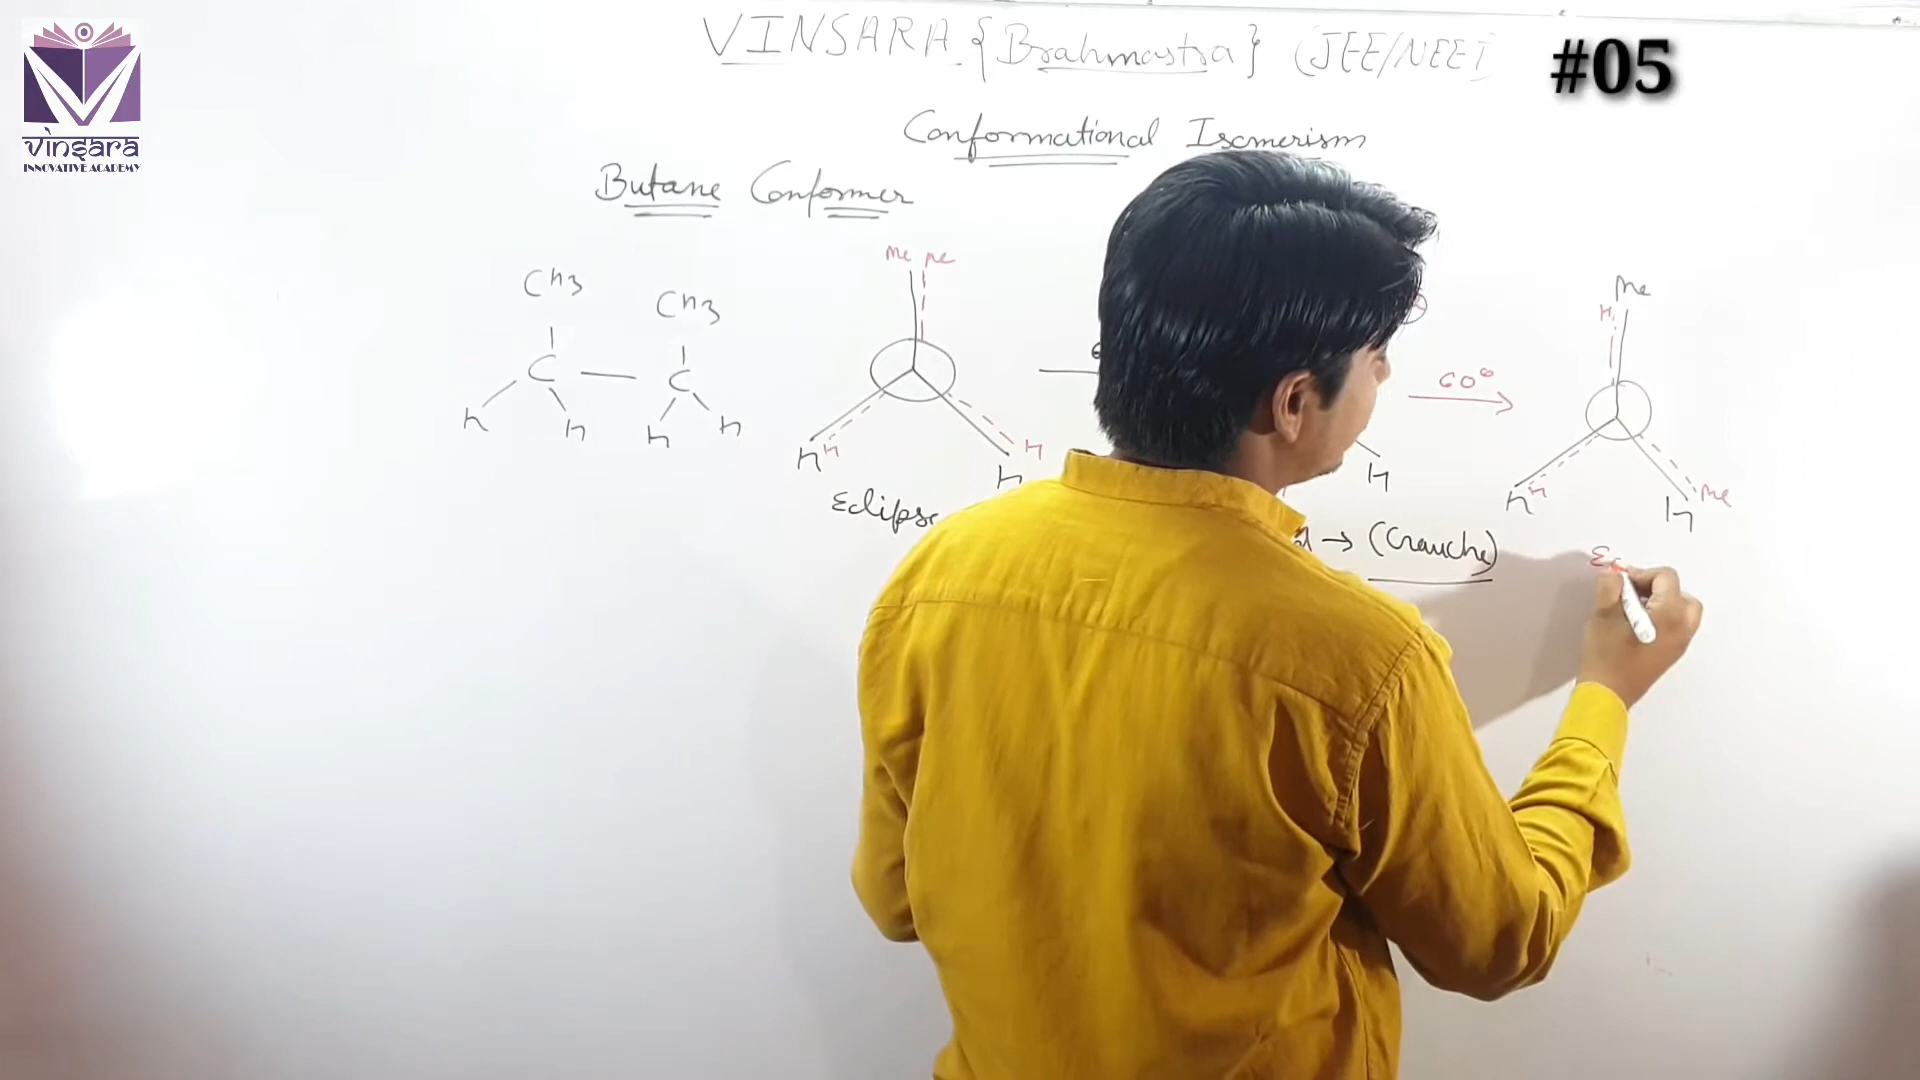 VINSARA {Brahmastra} (JEE/NEET
#05
vinsara
INNOVATIVE ACADEMY
Conformational Isomerism
Butane Conformer
CH3
CH3
C — C
H H H H
Me Me
H H H H
Eclipse
H
60°
Me
H
H H H Me
→ (Gauche)